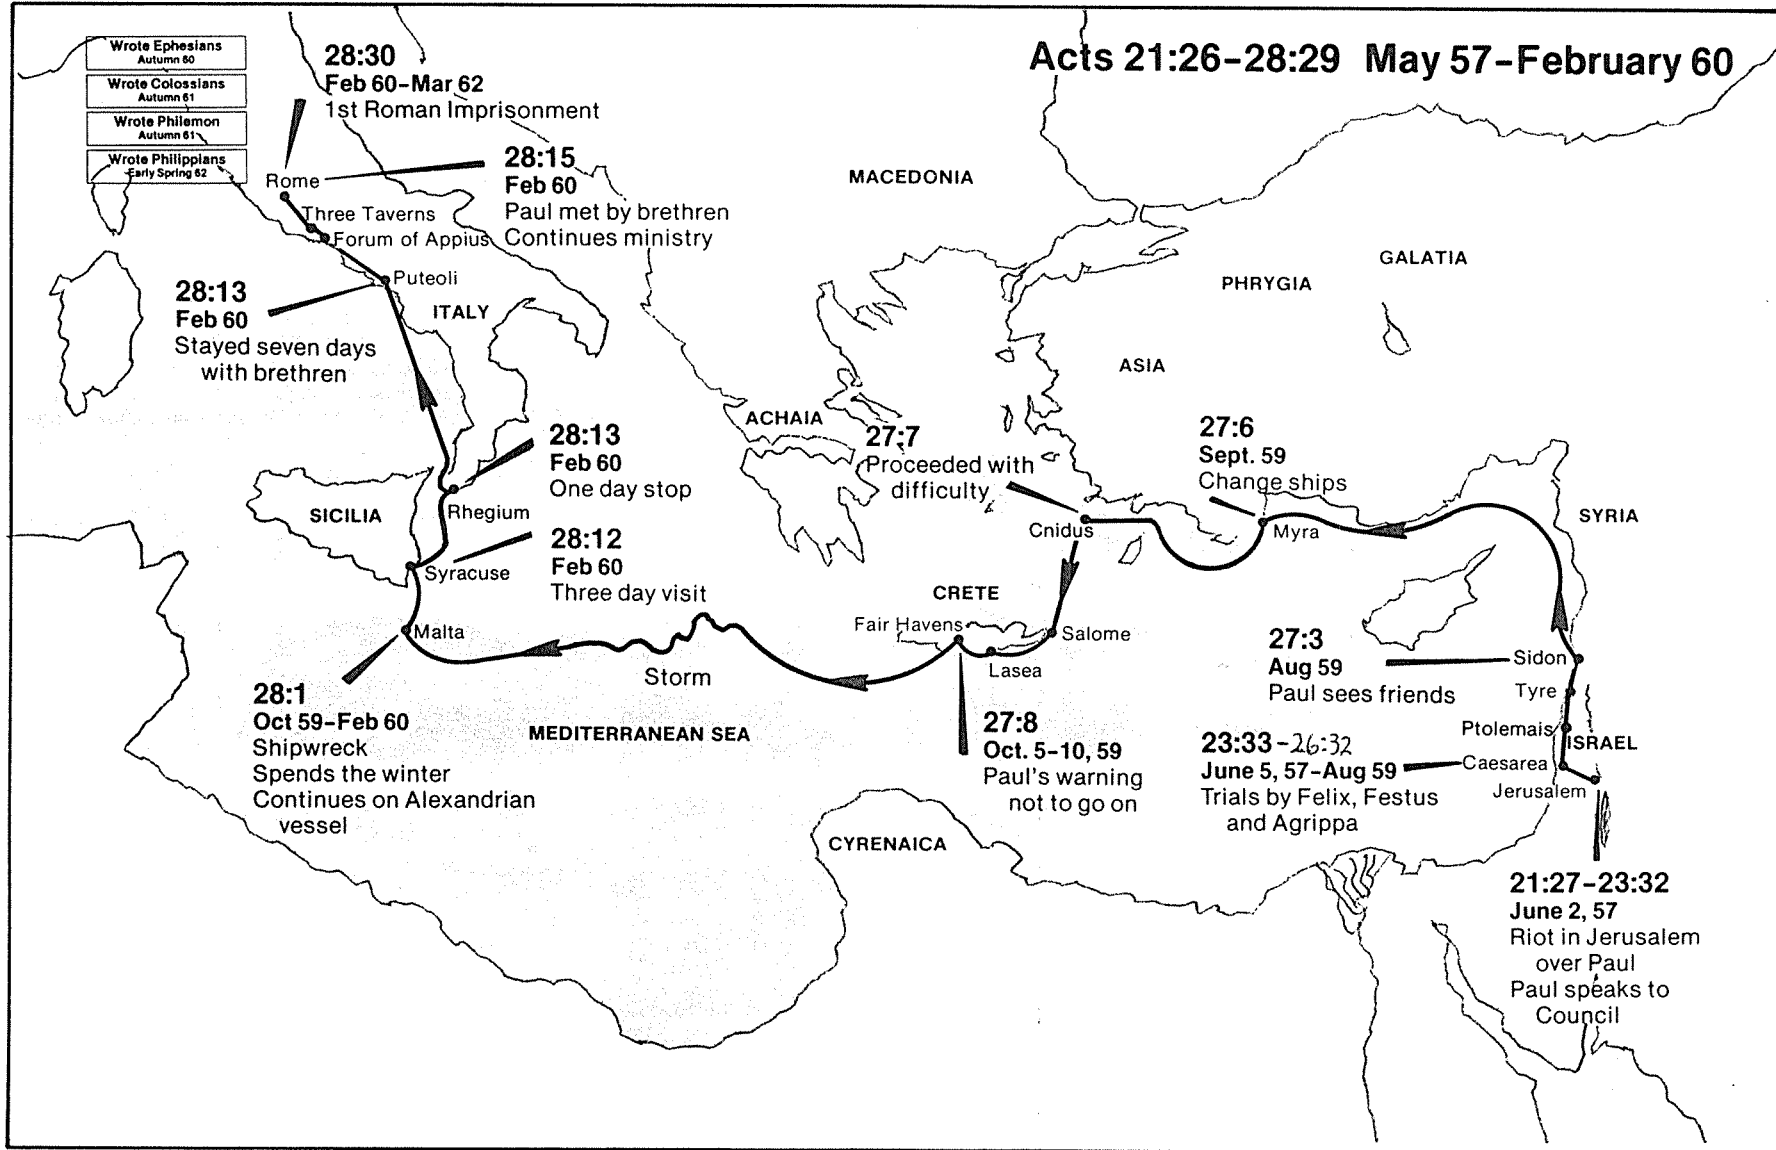 Acts 21:26–28:29 May 57–February 60
Wrote Ephesians
Autumn 60
Wrote Colossians
Autumn 61
Wrote Philemon
Autumn 61
Wrote Philippians
Early Spring 62
28:30
Feb 60–Mar 62
1st Roman Imprisonment
28:15
Feb 60
Paul met by brethren
Continues ministry
Rome
Three Taverns
Forum of Appius
Puteoli
28:13
Feb 60
Stayed seven days
with brethren
ITALY
MACEDONIA
GALATIA
PHRYGIA
ASIA
ACHAIA
28:13
Feb 60
One day stop
Rhegium
SICILIA
28:12
Feb 60
Three day visit
Syracuse
Malta
28:1
Oct 59–Feb 60
Shipwreck
Spends the winter
Continues on Alexandrian
vessel
Storm
MEDITERRANEAN SEA
27:7
Proceeded with
difficulty
Cnidus
27:6
Sept. 59
Change ships
Myra
SYRIA
CRETE
Fair Havens
Salome
Lasea
27:8
Oct. 5–10, 59
Paul's warning
not to go on
27:3
Aug 59
Paul sees friends
Sidon
Tyre
Ptolemais
ISRAEL
Caesarea
Jerusalem
23:33–26:32
June 5, 57–Aug 59
Trials by Felix, Festus
and Agrippa
CYRENAICA
21:27–23:32
June 2, 57
Riot in Jerusalem
over Paul
Paul speaks to
Council